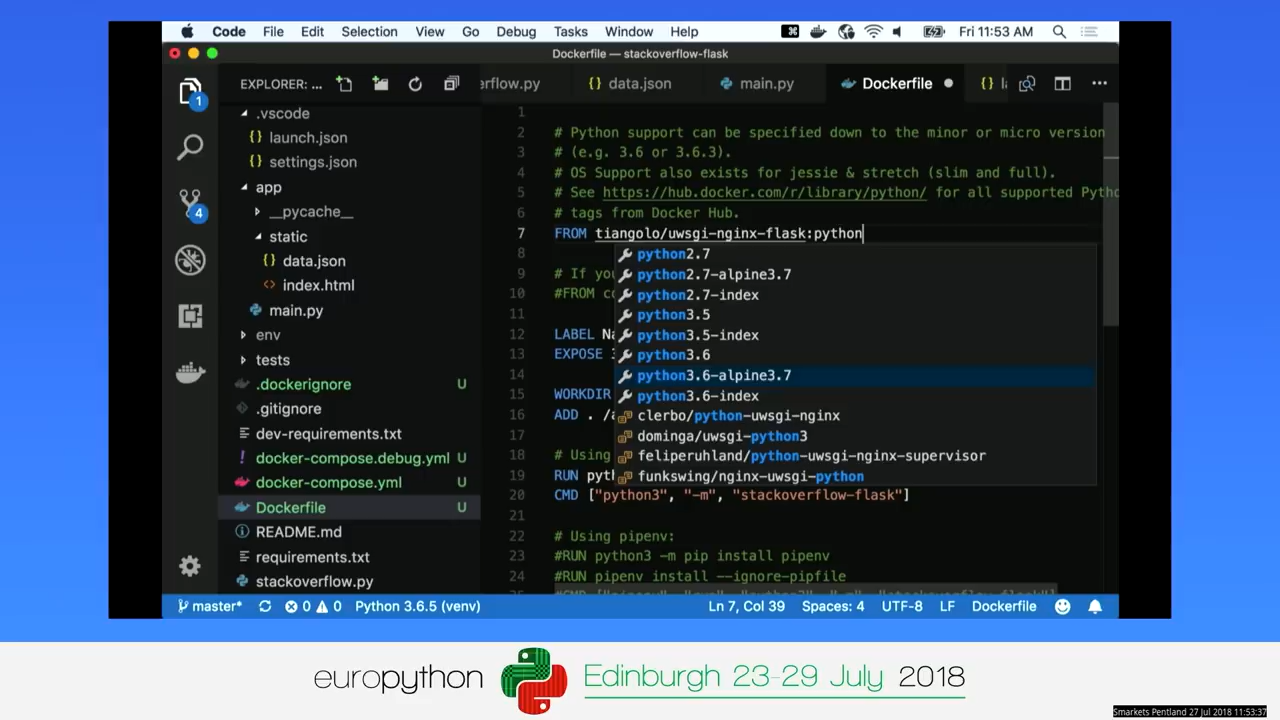 Code File Edit Selection View Go Debug Tasks Window Help Fri 11:53 AM
Dockerfile — stackoverflow-flask
EXPLORER: ... erflow.py {} data.json main.py Dockerfile {}
.vscode
{} launch.json
{} settings.json
app
__pycache__
static
{} data.json
<> index.html
main.py
env
tests
.dockerignore U
.gitignore
dev-requirements.txt
! docker-compose.debug.yml U
docker-compose.yml U
Dockerfile U
README.md
requirements.txt
stackoverflow.py
1
4
1
2 # Python support can be specified down to the minor or micro version
3 # (e.g. 3.6 or 3.6.3).
4 # OS Support also exists for jessie & stretch (slim and full).
5 # See https://hub.docker.com/r/library/python/ for all supported Pytho
6 # tags from Docker Hub.
7 FROM tiangolo/uwsgi-nginx-flask:python
8
9 # If you
10 #FROM co
11
12 LABEL Na
13 EXPOSE 3
14
15 WORKDIR
16 ADD . /a
17
18 # Using
19 RUN pyth
20 CMD ["python3", "-m", "stackoverflow-flask"]
21
22 # Using pipenv:
23 #RUN python3 -m pip install pipenv
24 #RUN pipenv install --ignore-pipfile
python2.7
python2.7-alpine3.7
python2.7-index
python3.5
python3.5-index
python3.6
python3.6-alpine3.7
python3.6-index
clerbo/python-uwsgi-nginx
dominga/uwsgi-python3
feliperuhland/python-uwsgi-nginx-supervisor
funkswing/nginx-uwsgi-python
master* 0 0 Python 3.6.5 (venv) Ln 7, Col 39 Spaces: 4 UTF-8 LF Dockerfile
europython Edinburgh 23-29 July 2018
Smarkets Pentland 27 Jul 2018 11:53:37